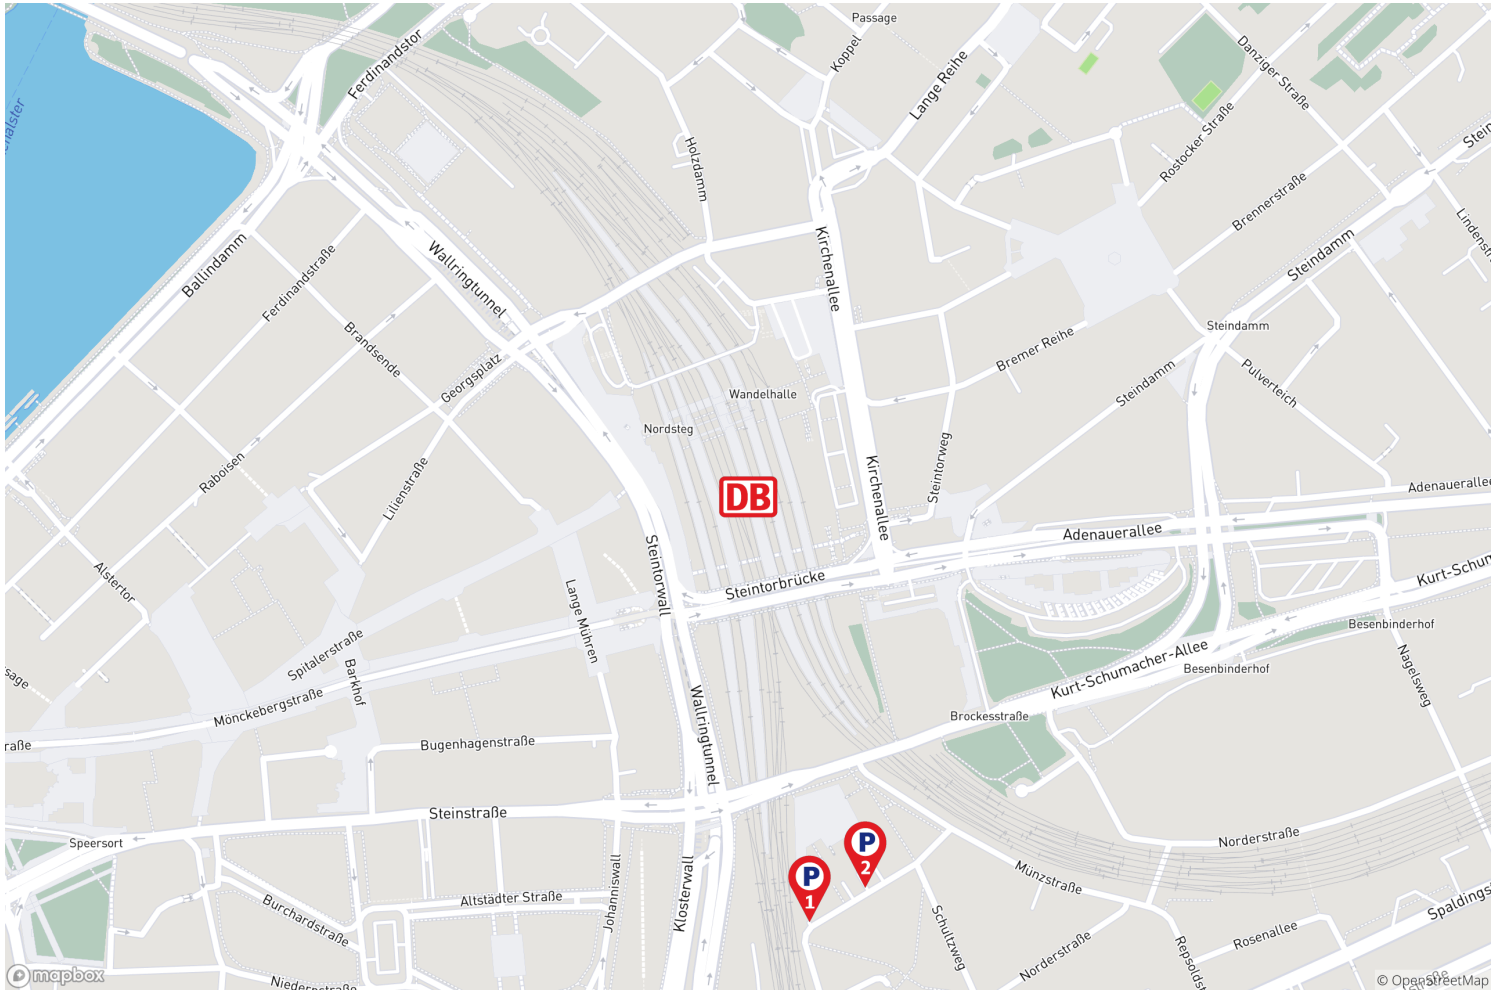 Passage
Koppel
Ferdinandstor
Lange Reihe
Danziger Straße
Rostocker Straße
Holzdamm
Brennerstraße
Steindamm
Kirchenallee
Wallringtunnel
Ballindamm
Ferdinandstraße
Brandsende
Georgsplatz
Steindamm
Bremer Reihe
Steindamm
Pulverteich
Wandelhalle
Nordsteg
Raboisen
Lilienstraße
Steintorweg
Kirchenallee
DB
Adenauerallee
Adenauerallee
Steintorwall
Steintorbrücke
Alstertor
Lange Mühren
Spitalerstraße
Barkhof
Mönckebergstraße
Besenbinderhof
Besenbinderhof
Kurt-Schumacher-Allee
Nagelsweg
Brockesstraße
Wallringtunnel
Bugenhagenstraße
Steinstraße
Speersort
Norderstraße
P
2
P
1
Münzstraße
Johanniswall
Klosterwall
Altstädter Straße
Burchardstraße
Schultzweg
Norderstraße
Rosenallee
mapbox
© OpenStreetMap